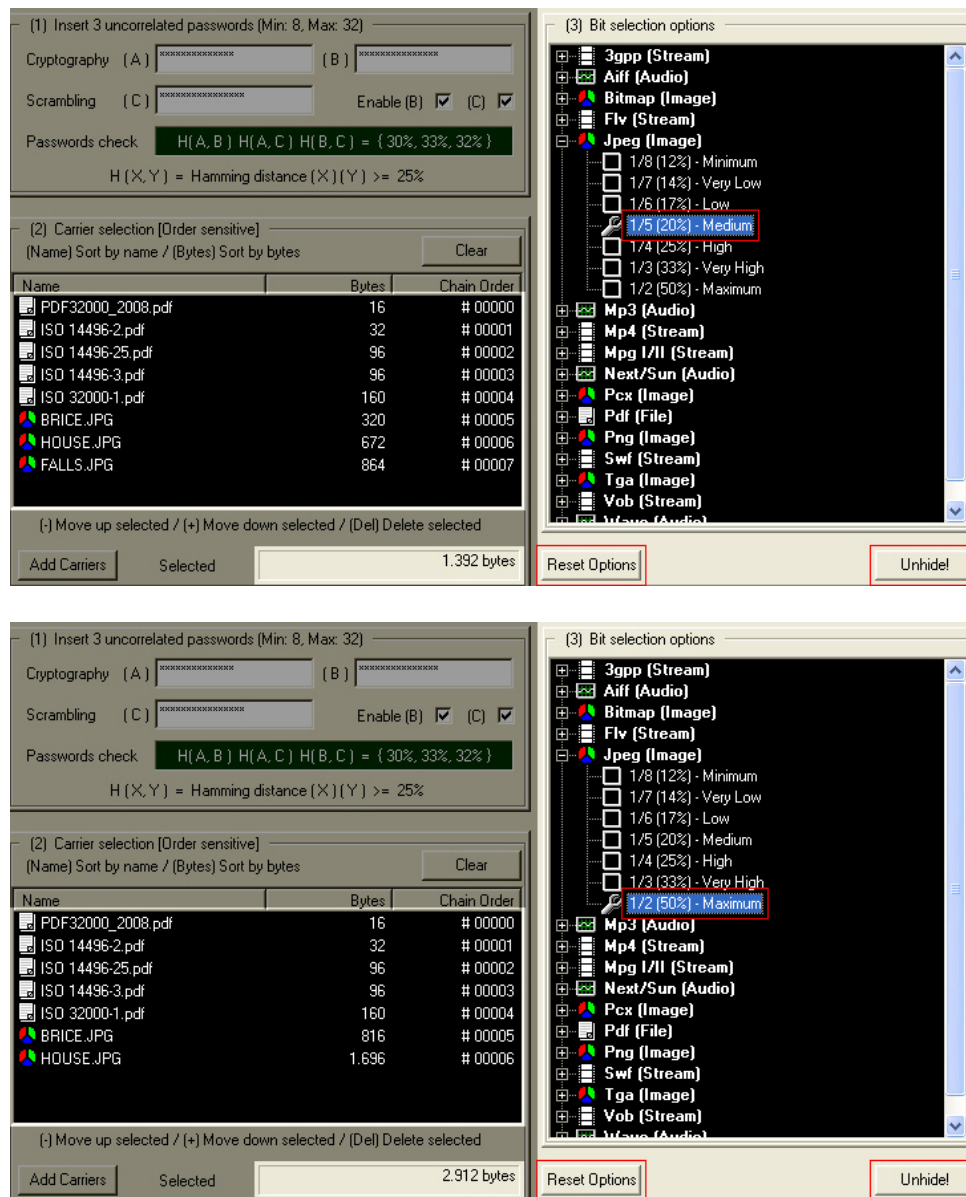 (1) Insert 3 uncorrelated passwords (Min: 8, Max: 32)
Cryptography (A) ************** (B) ***************
Scrambling (C) **************** Enable (B) (C)
Passwords check H(A,B) H(A,C) H(B,C) = {30%, 33%, 32%}
H(X,Y) = Hamming distance (X)(Y) >= 25%
(2) Carrier selection [Order sensitive]
(Name) Sort by name / (Bytes) Sort by bytes Clear
Name Bytes Chain Order
PDF32000_2008.pdf 16 # 00000
ISO 14496-2.pdf 32 # 00001
ISO 14496-25.pdf 96 # 00002
ISO 14496-3.pdf 96 # 00003
ISO 32000-1.pdf 160 # 00004
BRICE.JPG 320 # 00005
HOUSE.JPG 672 # 00006
FALLS.JPG 864 # 00007
(-) Move up selected / (+) Move down selected / (Del) Delete selected
Add Carriers Selected 1.392 bytes
(3) Bit selection options
3gpp (Stream)
Aiff (Audio)
Bitmap (Image)
Flv (Stream)
Jpeg (Image)
1/8 (12%) - Minimum
1/7 (14%) - Very Low
1/6 (17%) - Low
1/5 (20%) - Medium
1/4 (25%) - High
1/3 (33%) - Very High
1/2 (50%) - Maximum
Mp3 (Audio)
Mp4 (Stream)
Mpg I/II (Stream)
Next/Sun (Audio)
Pcx (Image)
Pdf (File)
Png (Image)
Swf (Stream)
Tga (Image)
Vob (Stream)
Wave (Audio)
Reset Options Unhide!
(1) Insert 3 uncorrelated passwords (Min: 8, Max: 32)
Cryptography (A) ************** (B) ***************
Scrambling (C) **************** Enable (B) (C)
Passwords check H(A,B) H(A,C) H(B,C) = {30%, 33%, 32%}
H(X,Y) = Hamming distance (X)(Y) >= 25%
(2) Carrier selection [Order sensitive]
(Name) Sort by name / (Bytes) Sort by bytes Clear
Name Bytes Chain Order
PDF32000_2008.pdf 16 # 00000
ISO 14496-2.pdf 32 # 00001
ISO 14496-25.pdf 96 # 00002
ISO 14496-3.pdf 96 # 00003
ISO 32000-1.pdf 160 # 00004
BRICE.JPG 816 # 00005
HOUSE.JPG 1.696 # 00006
(-) Move up selected / (+) Move down selected / (Del) Delete selected
Add Carriers Selected 2.912 bytes
(3) Bit selection options
3gpp (Stream)
Aiff (Audio)
Bitmap (Image)
Flv (Stream)
Jpeg (Image)
1/8 (12%) - Minimum
1/7 (14%) - Very Low
1/6 (17%) - Low
1/5 (20%) - Medium
1/4 (25%) - High
1/3 (33%) - Very High
1/2 (50%) - Maximum
Mp3 (Audio)
Mp4 (Stream)
Mpg I/II (Stream)
Next/Sun (Audio)
Pcx (Image)
Pdf (File)
Png (Image)
Swf (Stream)
Tga (Image)
Vob (Stream)
Wave (Audio)
Reset Options Unhide!